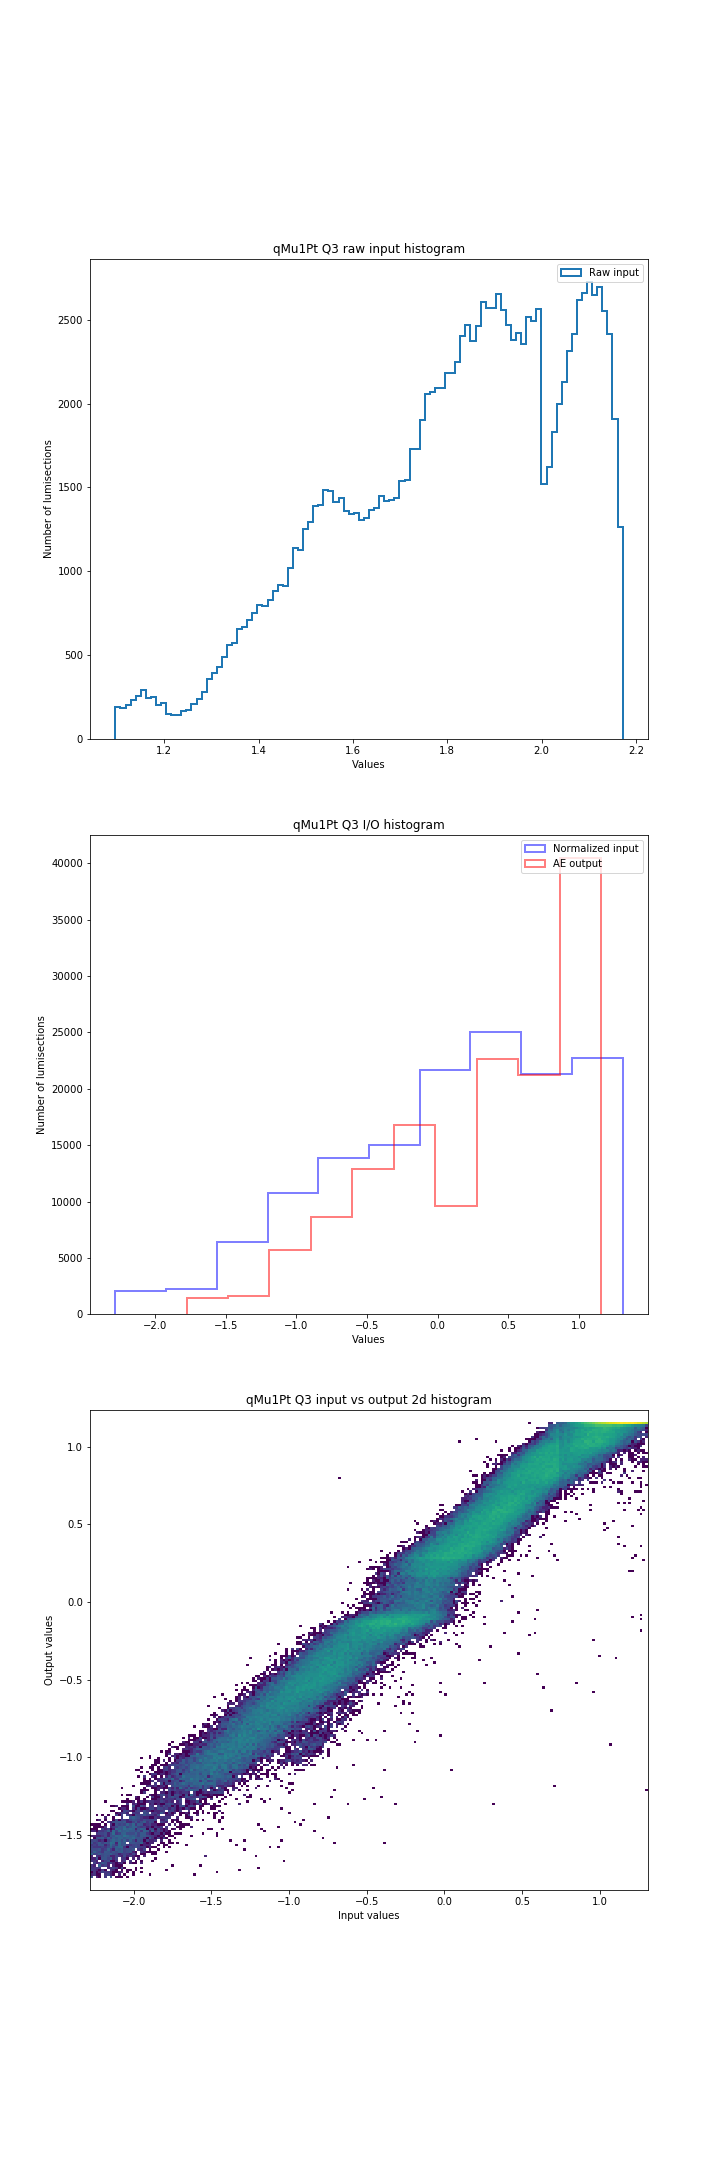 qMu1Pt Q3 raw input histogram
Raw input
2500
2000
1500
1000
500
0
Number of lumisections
1.2 1.4 1.6 1.8 2.0 2.2
Values
qMu1Pt Q3 I/O histogram
Normalized input
AE output
40000
35000
30000
25000
20000
15000
10000
5000
0
Number of lumisections
−2.0 −1.5 −1.0 −0.5 0.0 0.5 1.0
Values
qMu1Pt Q3 input vs output 2d histogram
1.0
0.5
0.0
−0.5
−1.0
−1.5
Output values
−2.0 −1.5 −1.0 −0.5 0.0 0.5 1.0
Input values